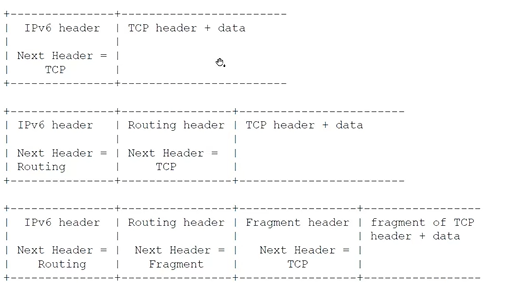 IPv6 header TCP header + data
Next Header =
TCP
IPv6 header Routing header TCP header + data
Next Header = Next Header =
Routing TCP
IPv6 header Routing header Fragment header fragment of TCP
header + data
Next Header = Next Header = Next Header =
Routing Fragment TCP